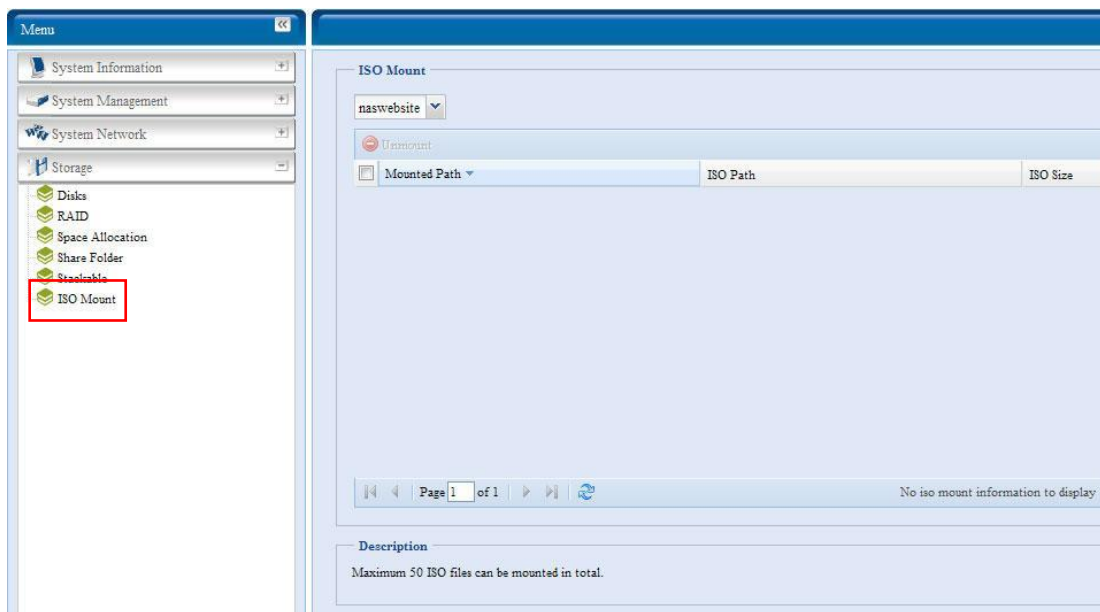 Menu
System Information
System Management
System Network
Storage
Disks
RAID
Space Allocation
Share Folder
Stackable
ISO Mount
ISO Mount
naswebsite
Unmount
Mounted Path ISO Path ISO Size
Page 1 of 1 No iso mount information to display
Description
Maximum 50 ISO files can be mounted in total.